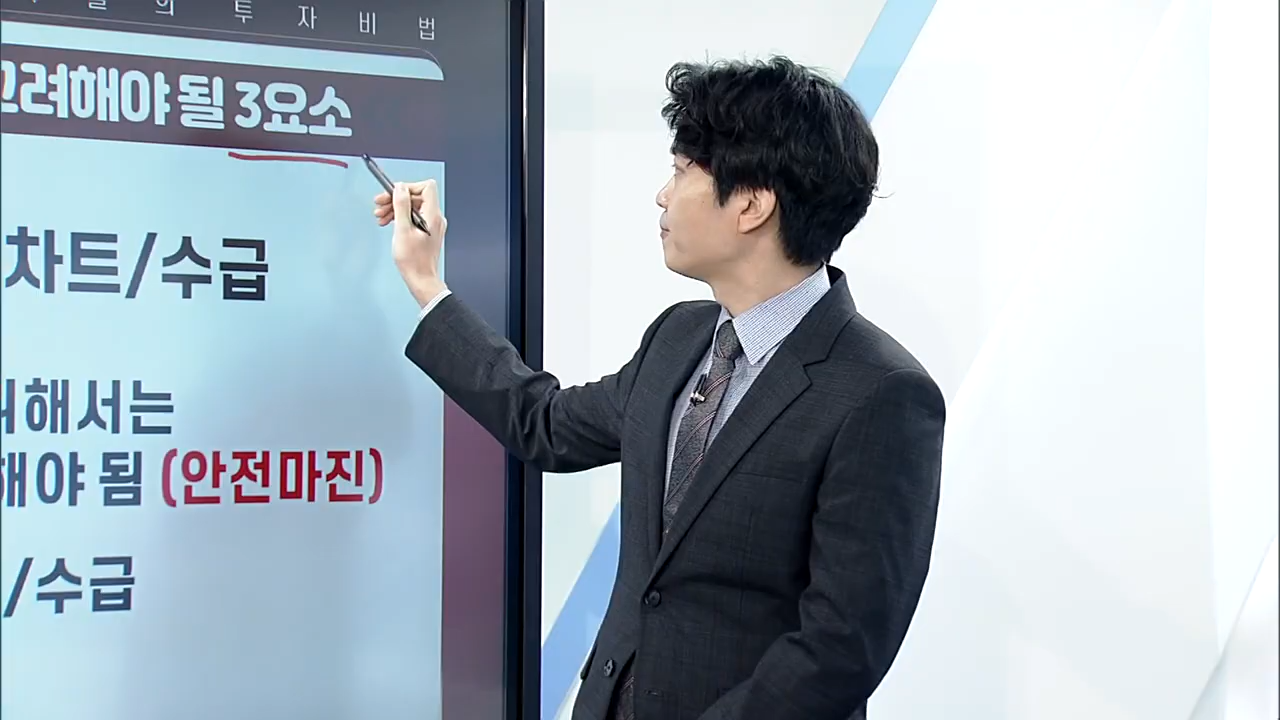 의 투자비법
고려해야 될 3요소
차트/수급
해서는
해야 됨 (안전마진)
/수급